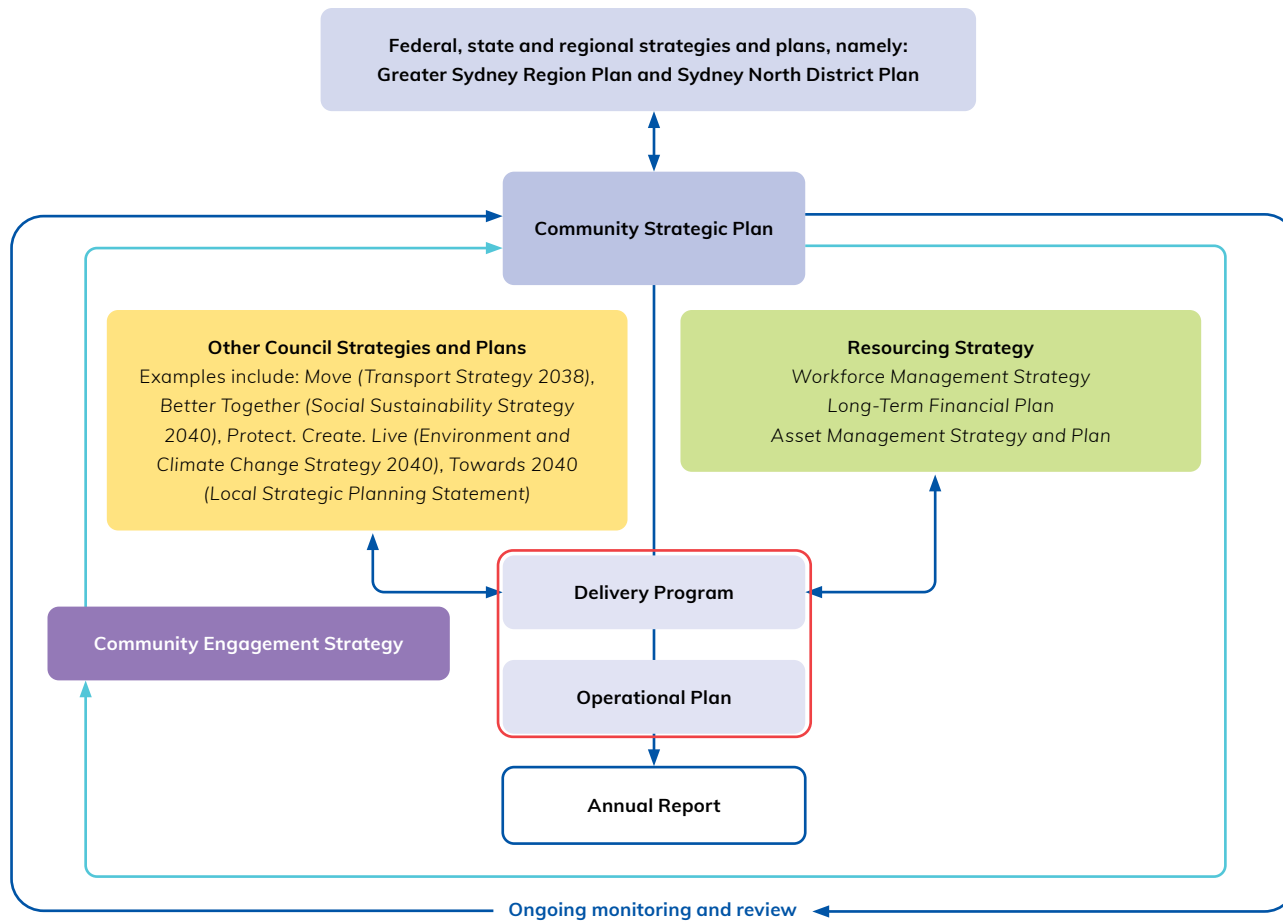 Federal, state and regional strategies and plans, namely:
Greater Sydney Region Plan and Sydney North District Plan
Community Strategic Plan
Other Council Strategies and Plans
Examples include: Move (Transport Strategy 2038),
Better Together (Social Sustainability Strategy
2040), Protect. Create. Live (Environment and
Climate Change Strategy 2040), Towards 2040
(Local Strategic Planning Statement)
Resourcing Strategy
Workforce Management Strategy
Long-Term Financial Plan
Asset Management Strategy and Plan
Delivery Program
Community Engagement Strategy
Operational Plan
Annual Report
Ongoing monitoring and review